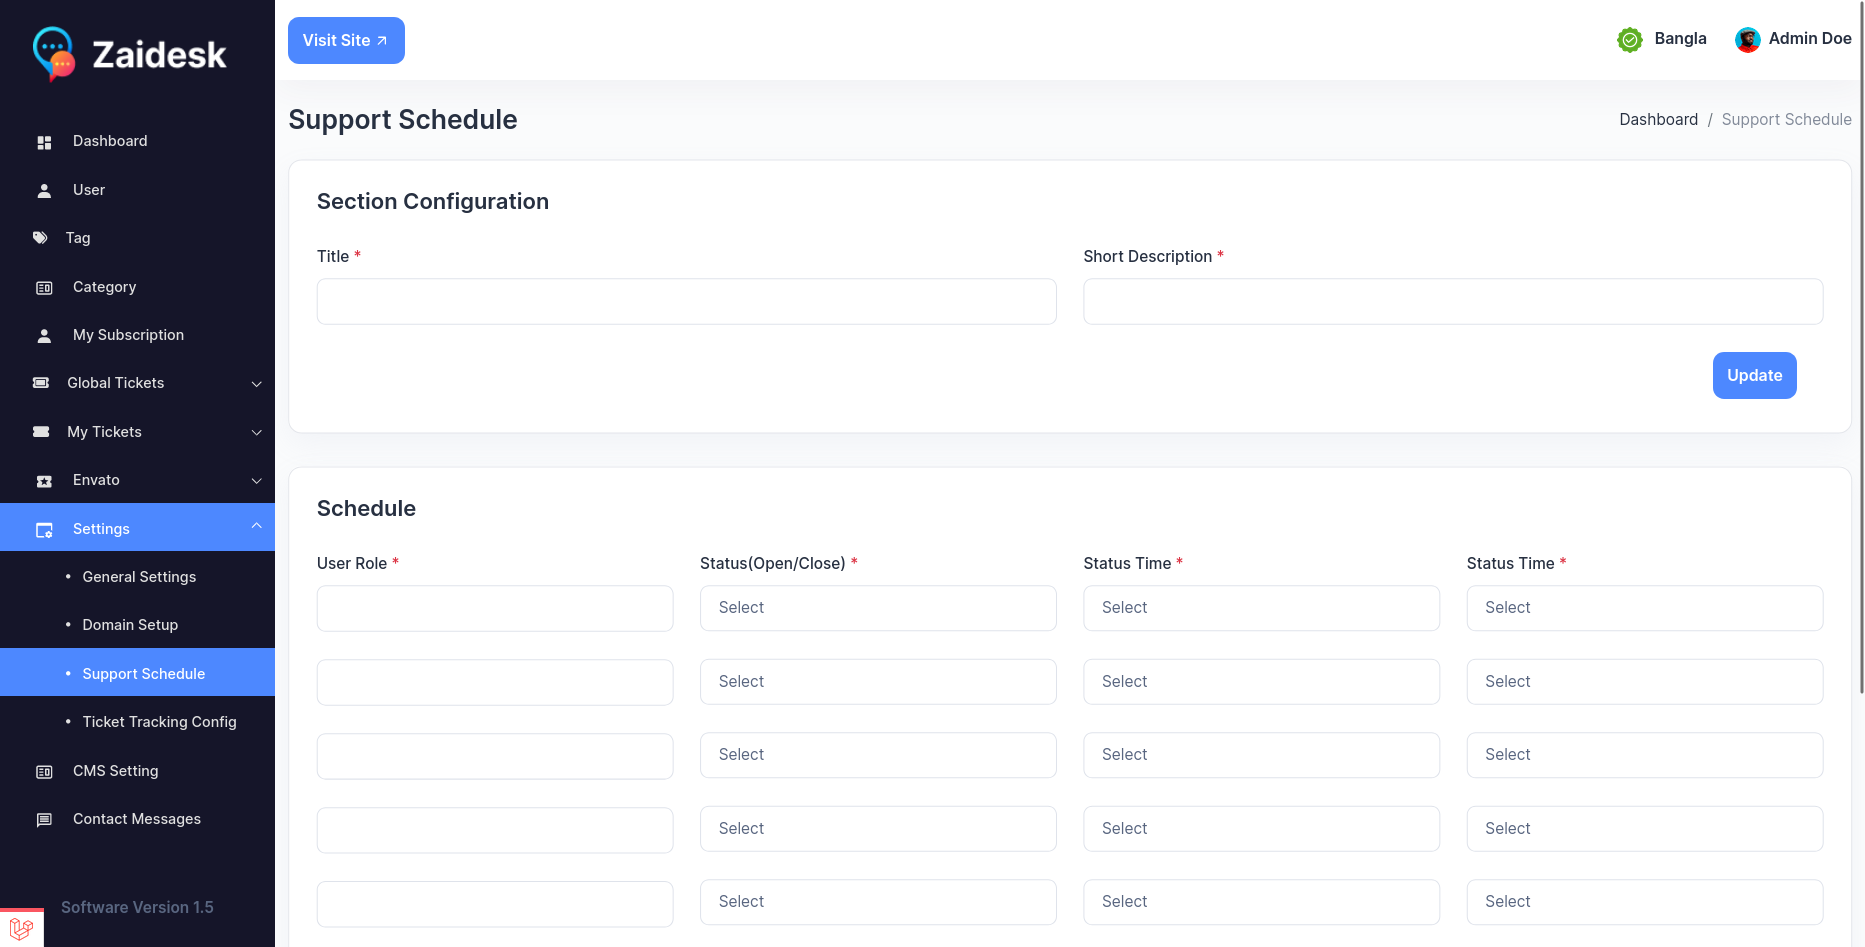 Zaidesk
Visit Site
Bangla
Admin Doe
Dashboard
User
Tag
Category
My Subscription
Global Tickets
My Tickets
Envato
Settings
• General Settings
• Domain Setup
• Support Schedule
• Ticket Tracking Config
CMS Setting
Contact Messages
Software Version 1.5
Support Schedule
Dashboard / Support Schedule
Section Configuration
Title * Short Description *
Update
Schedule
User Role * Status(Open/Close) * Status Time * Status Time *
Select Select Select
Select Select Select
Select Select Select
Select Select Select
Select Select Select